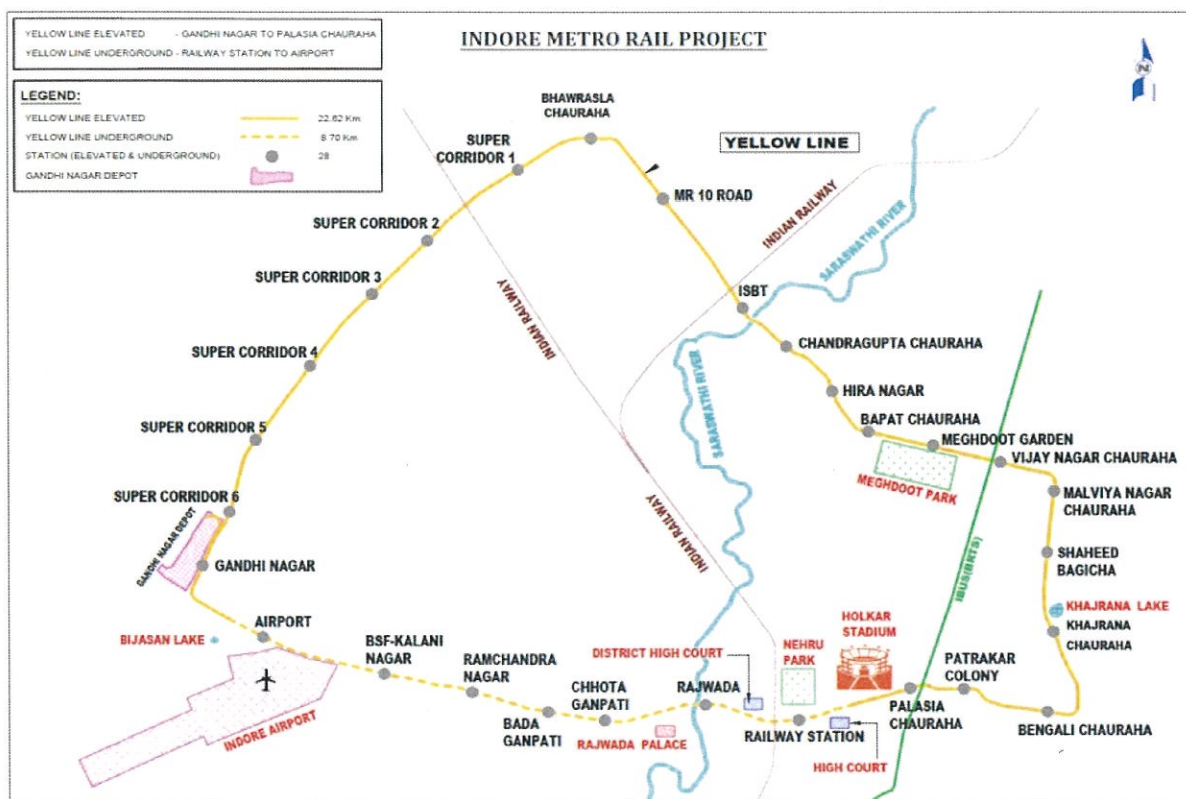 YELLOW LINE ELEVATED - GANDHI NAGAR TO PALASIA CHAURAHA
YELLOW LINE UNDERGROUND - RAILWAY STATION TO AIRPORT
INDORE METRO RAIL PROJECT
N
LEGEND:
YELLOW LINE ELEVATED 22.62 Km
YELLOW LINE UNDERGROUND 8.70 Km
STATION (ELEVATED & UNDERGROUND) 28
GANDHI NAGAR DEPOT
BHAWRASLA
CHAURAHA
SUPER
CORRIDOR 1
YELLOW LINE
MR 10 ROAD
SUPER CORRIDOR 2
INDIAN RAILWAY
SARASWATHI RIVER
SUPER CORRIDOR 3
ISBT
INDIAN RAILWAY
CHANDRAGUPTA CHAURAHA
SUPER CORRIDOR 4
HIRA NAGAR
SARASWATHI RIVER
BAPAT CHAURAHA
SUPER CORRIDOR 5
MEGHDOOT GARDEN
VIJAY NAGAR CHAURAHA
MEGHDOOT PARK
SUPER CORRIDOR 6
MALVIYA NAGAR
CHAURAHA
INDIAN RAILWAY
GANDHI NAGAR DEPOT
GANDHI NAGAR
SHAHEED
BAGICHA
IBUS(BRTS)
KHAJRANA LAKE
KHAJRANA
CHAURAHA
AIRPORT
BIJASAN LAKE
BSF-KALANI
NAGAR
RAMCHANDRA
NAGAR
DISTRICT HIGH COURT
NEHRU
PARK
HOLKAR
STADIUM
PATRAKAR
COLONY
CHHOTA
GANPATI
RAJWADA
PALASIA
CHAURAHA
BADA
GANPATI
RAJWADA PALACE
RAILWAY STATION
BENGALI CHAURAHA
INDORE AIRPORT
HIGH COURT